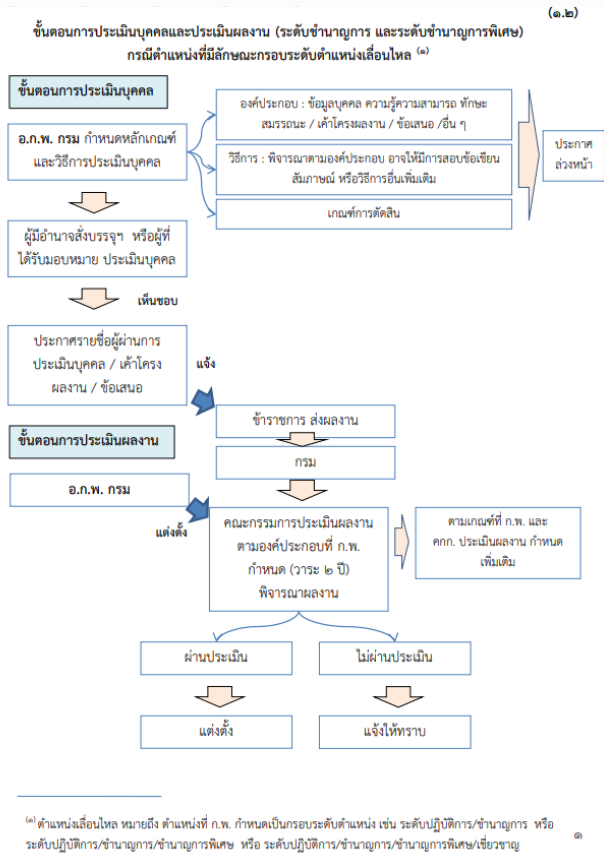 (๑.๒)
ขั้นตอนการประเมินบุคคลและประเมินผลงาน (ระดับชำนาญการ และระดับชำนาญการพิเศษ)
กรณีตำแหน่งที่มีลักษณะกรอบระดับตำแหน่งเลื่อนไหล (๑)
ขั้นตอนการประเมินบุคคล
อ.ก.พ. กรม กำหนดหลักเกณฑ์
และวิธีการประเมินบุคคล
องค์ประกอบ : ข้อมูลบุคคล ความรู้ความสามารถ ทักษะ
สมรรถนะ / เค้าโครงผลงาน / ข้อเสนอ /อื่น ๆ
วิธีการ : พิจารณาตามองค์ประกอบ อาจให้มีการสอบข้อเขียน
สัมภาษณ์ หรือวิธีการอื่นเพิ่มเติม
เกณฑ์การตัดสิน
ประกาศ
ล่วงหน้า
ผู้มีอำนาจสั่งบรรจุฯ หรือผู้ที่
ได้รับมอบหมาย ประเมินบุคคล
เห็นชอบ
ประกาศรายชื่อผู้ผ่านการ
ประเมินบุคคล / เค้าโครง
ผลงาน / ข้อเสนอ
แจ้ง
ข้าราชการ ส่งผลงาน
ขั้นตอนการประเมินผลงาน
กรม
อ.ก.พ. กรม
แต่งตั้ง
คณะกรรมการประเมินผลงาน
ตามองค์ประกอบที่ ก.พ.
กำหนด (วาระ ๒ ปี)
พิจารณาผลงาน
ตามเกณฑ์ที่ ก.พ. และ
คกก. ประเมินผลงาน กำหนด
เพิ่มเติม
ผ่านประเมิน
ไม่ผ่านประเมิน
แต่งตั้ง
แจ้งให้ทราบ
(๑) ตำแหน่งเลื่อนไหล หมายถึง ตำแหน่งที่ ก.พ. กำหนดเป็นกรอบระดับตำแหน่ง เช่น ระดับปฏิบัติการ/ชำนาญการ หรือ
ระดับปฏิบัติการ/ชำนาญการ/ชำนาญการพิเศษ หรือ ระดับปฏิบัติการ/ชำนาญการ/ชำนาญการพิเศษ/เชี่ยวชาญ
๑